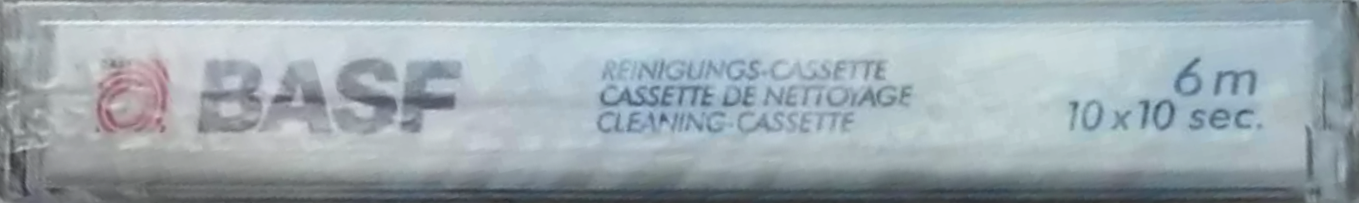 BASF
REINIGUNGS-CASSETTE
CASSETTE DE NETTOYAGE
CLEANING-CASSETTE
6 m
10 x 10 sec.